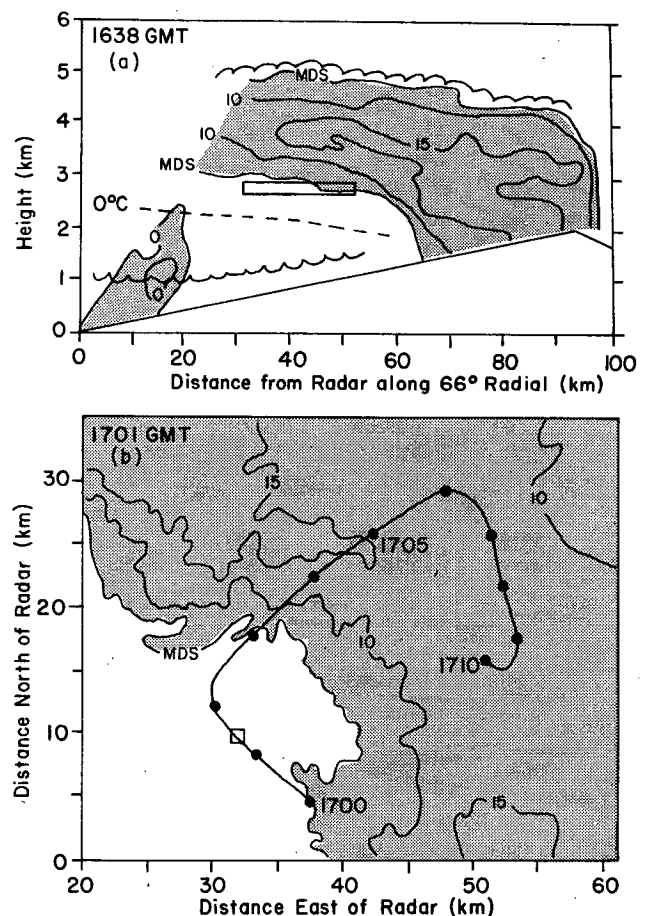 1638 GMT
(a)
6
5
4
3
2
1
0
Height (km)
MDS
10
10
15
MDS
0°C
0
0
0 20 40 60 80 100
Distance from Radar along 66° Radial (km)
1701 GMT
(b)
30
20
10
0
Distance North of Radar (km)
15
10
1705
MDS
10
1710
1700
15
20 30 40 50 60
Distance East of Radar (km)